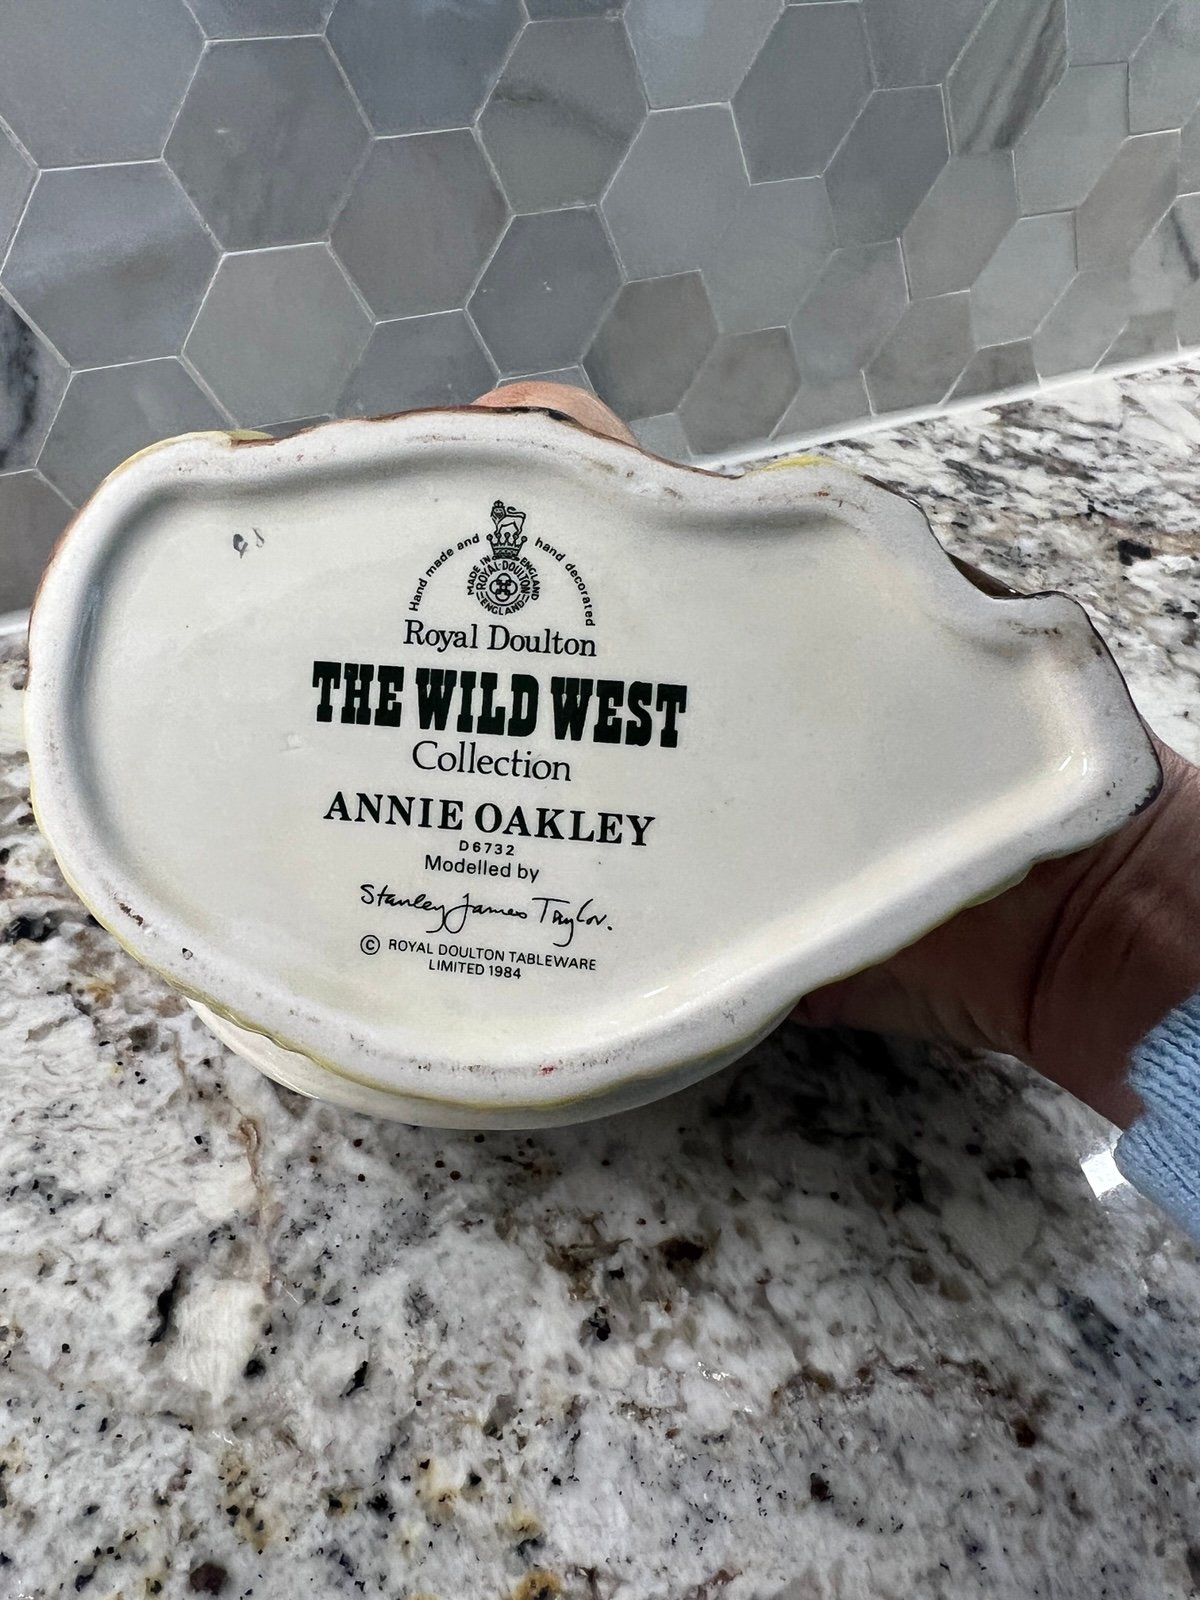 Hand made and hand decorated
MADE IN ENGLAND
ROYAL DOULTON
ENGLAND
Royal Doulton
THE WILD WEST
Collection
ANNIE OAKLEY
D6732
Modelled by
Stanley James Taylor.
© ROYAL DOULTON TABLEWARE
LIMITED 1984